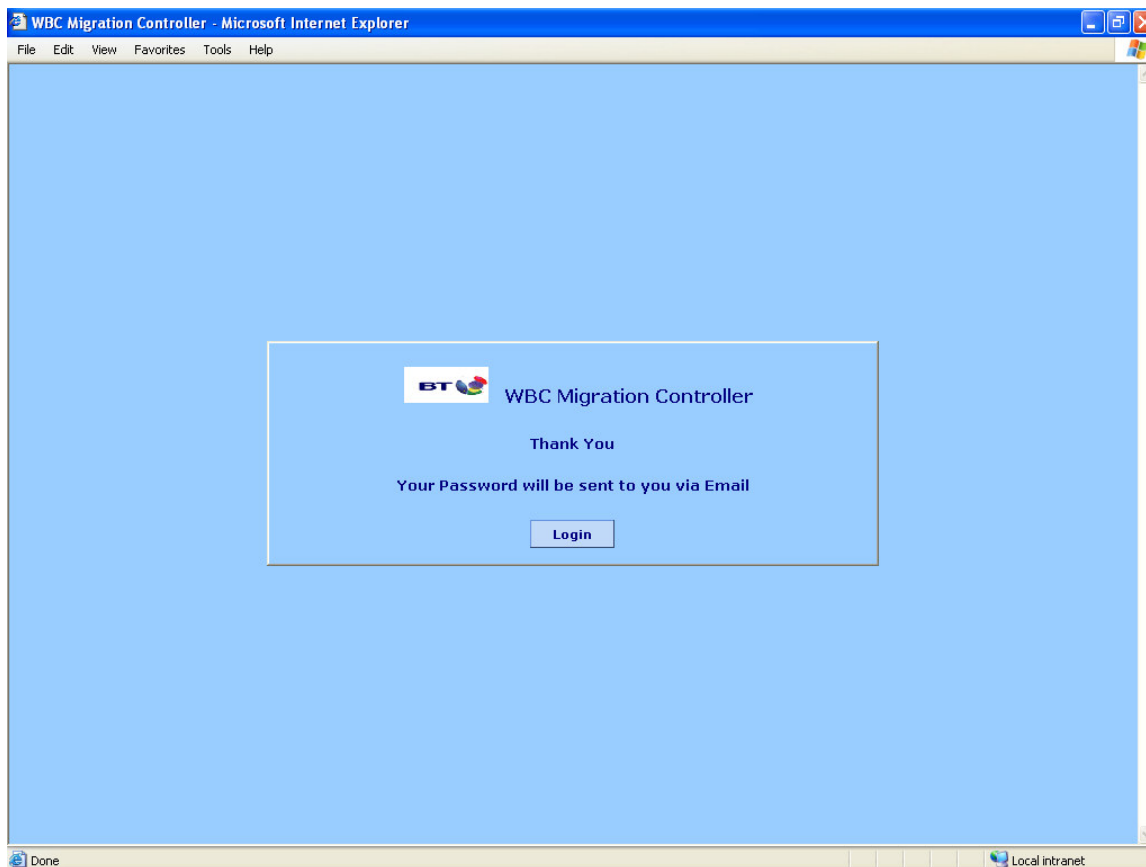 WBC Migration Controller - Microsoft Internet Explorer
File Edit View Favorites Tools Help
BT WBC Migration Controller
Thank You
Your Password will be sent to you via Email
Login
Done Local intranet